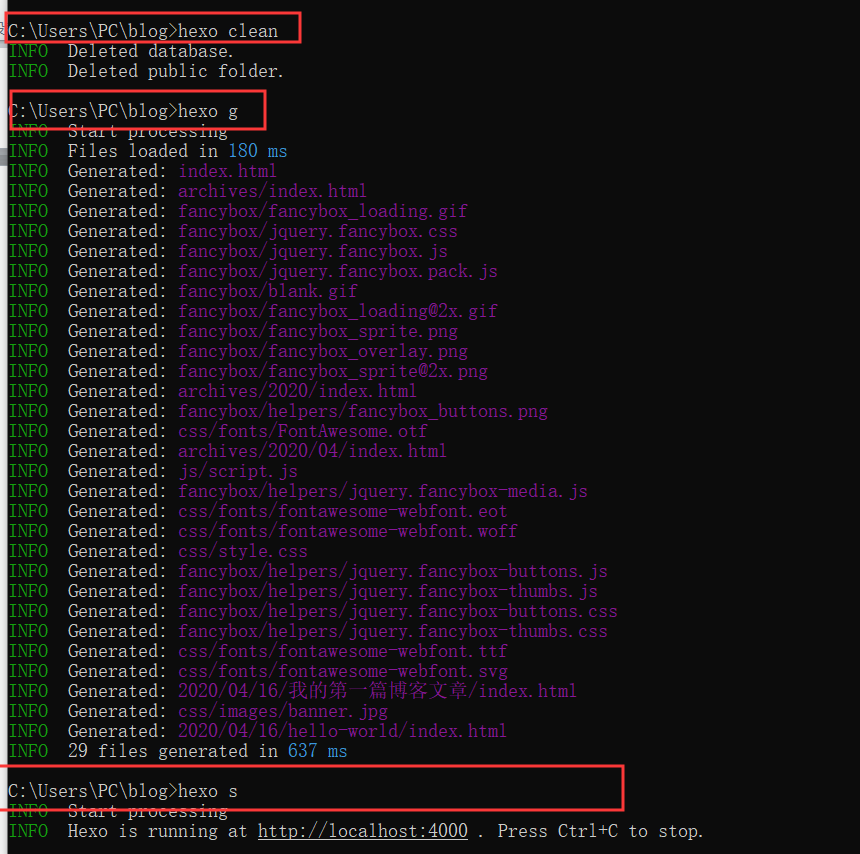 C:\Users\PC\blog>hexo clean
INFO  Deleted database.
INFO  Deleted public folder.
C:\Users\PC\blog>hexo g
INFO  Start processing
INFO  Files loaded in 180 ms
INFO  Generated: index.html
INFO  Generated: archives/index.html
INFO  Generated: fancybox/fancybox_loading.gif
INFO  Generated: fancybox/jquery.fancybox.css
INFO  Generated: fancybox/jquery.fancybox.js
INFO  Generated: fancybox/jquery.fancybox.pack.js
INFO  Generated: fancybox/blank.gif
INFO  Generated: fancybox/fancybox_loading@2x.gif
INFO  Generated: fancybox/fancybox_sprite.png
INFO  Generated: fancybox/fancybox_overlay.png
INFO  Generated: fancybox/fancybox_sprite@2x.png
INFO  Generated: archives/2020/index.html
INFO  Generated: fancybox/helpers/fancybox_buttons.png
INFO  Generated: css/fonts/FontAwesome.otf
INFO  Generated: archives/2020/04/index.html
INFO  Generated: js/script.js
INFO  Generated: fancybox/helpers/jquery.fancybox-media.js
INFO  Generated: css/fonts/fontawesome-webfont.eot
INFO  Generated: css/fonts/fontawesome-webfont.woff
INFO  Generated: css/style.css
INFO  Generated: fancybox/helpers/jquery.fancybox-buttons.js
INFO  Generated: fancybox/helpers/jquery.fancybox-thumbs.js
INFO  Generated: fancybox/helpers/jquery.fancybox-buttons.css
INFO  Generated: fancybox/helpers/jquery.fancybox-thumbs.css
INFO  Generated: css/fonts/fontawesome-webfont.ttf
INFO  Generated: css/fonts/fontawesome-webfont.svg
INFO  Generated: 2020/04/16/我的第一篇博客文章/index.html
INFO  Generated: css/images/banner.jpg
INFO  Generated: 2020/04/16/hello-world/index.html
INFO  29 files generated in 637 ms
C:\Users\PC\blog>hexo s
INFO  Start processing
INFO  Hexo is running at http://localhost:4000 . Press Ctrl+C to stop.